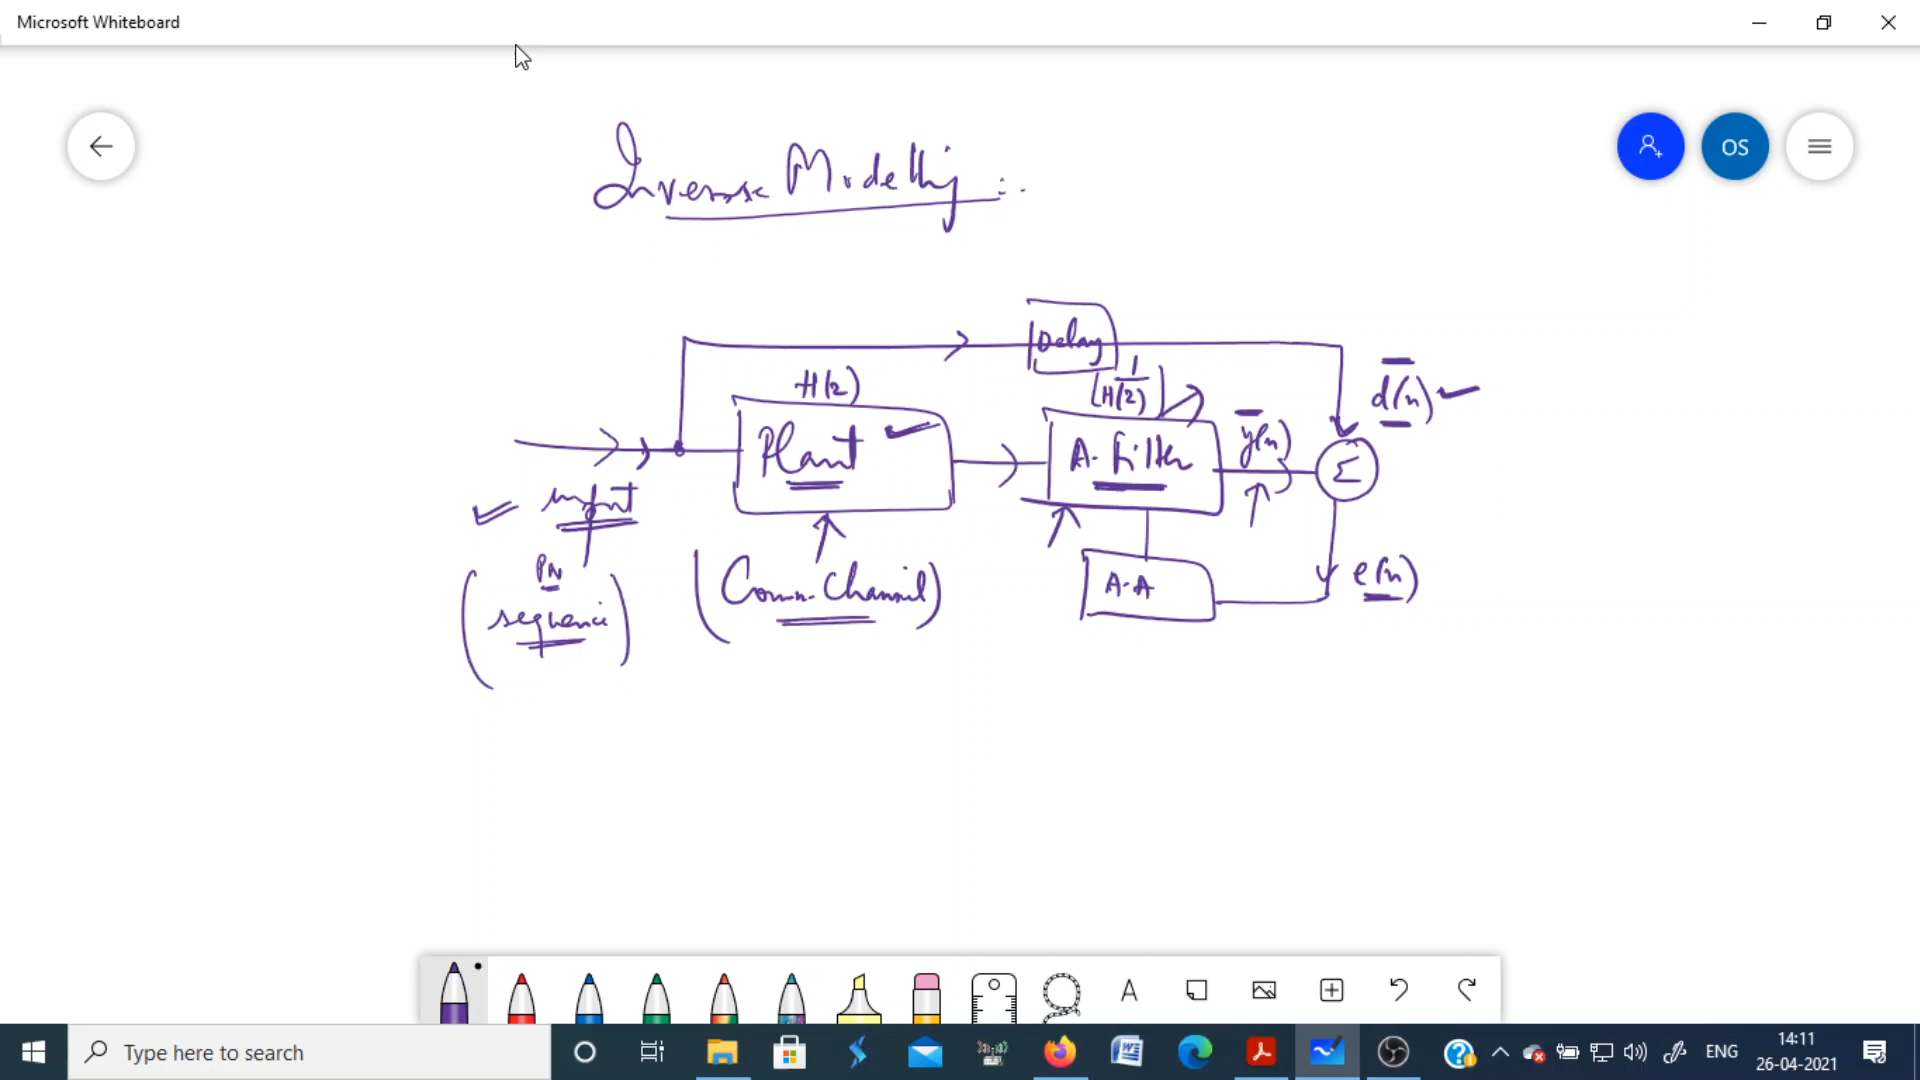 Microsoft Whiteboard
OS
Inverse Modelling :-
Delay
H(z)
1/H(z)
d(n)
Plant
A. Filter
y(n)
Σ
input
PN
sequence
(Comm. Channel)
A.A
e(n)
A
Type here to search
ENG
14:11
26-04-2021